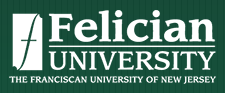 f Felician
UNIVERSITY
THE FRANCISCAN UNIVERSITY OF NEW JERSEY